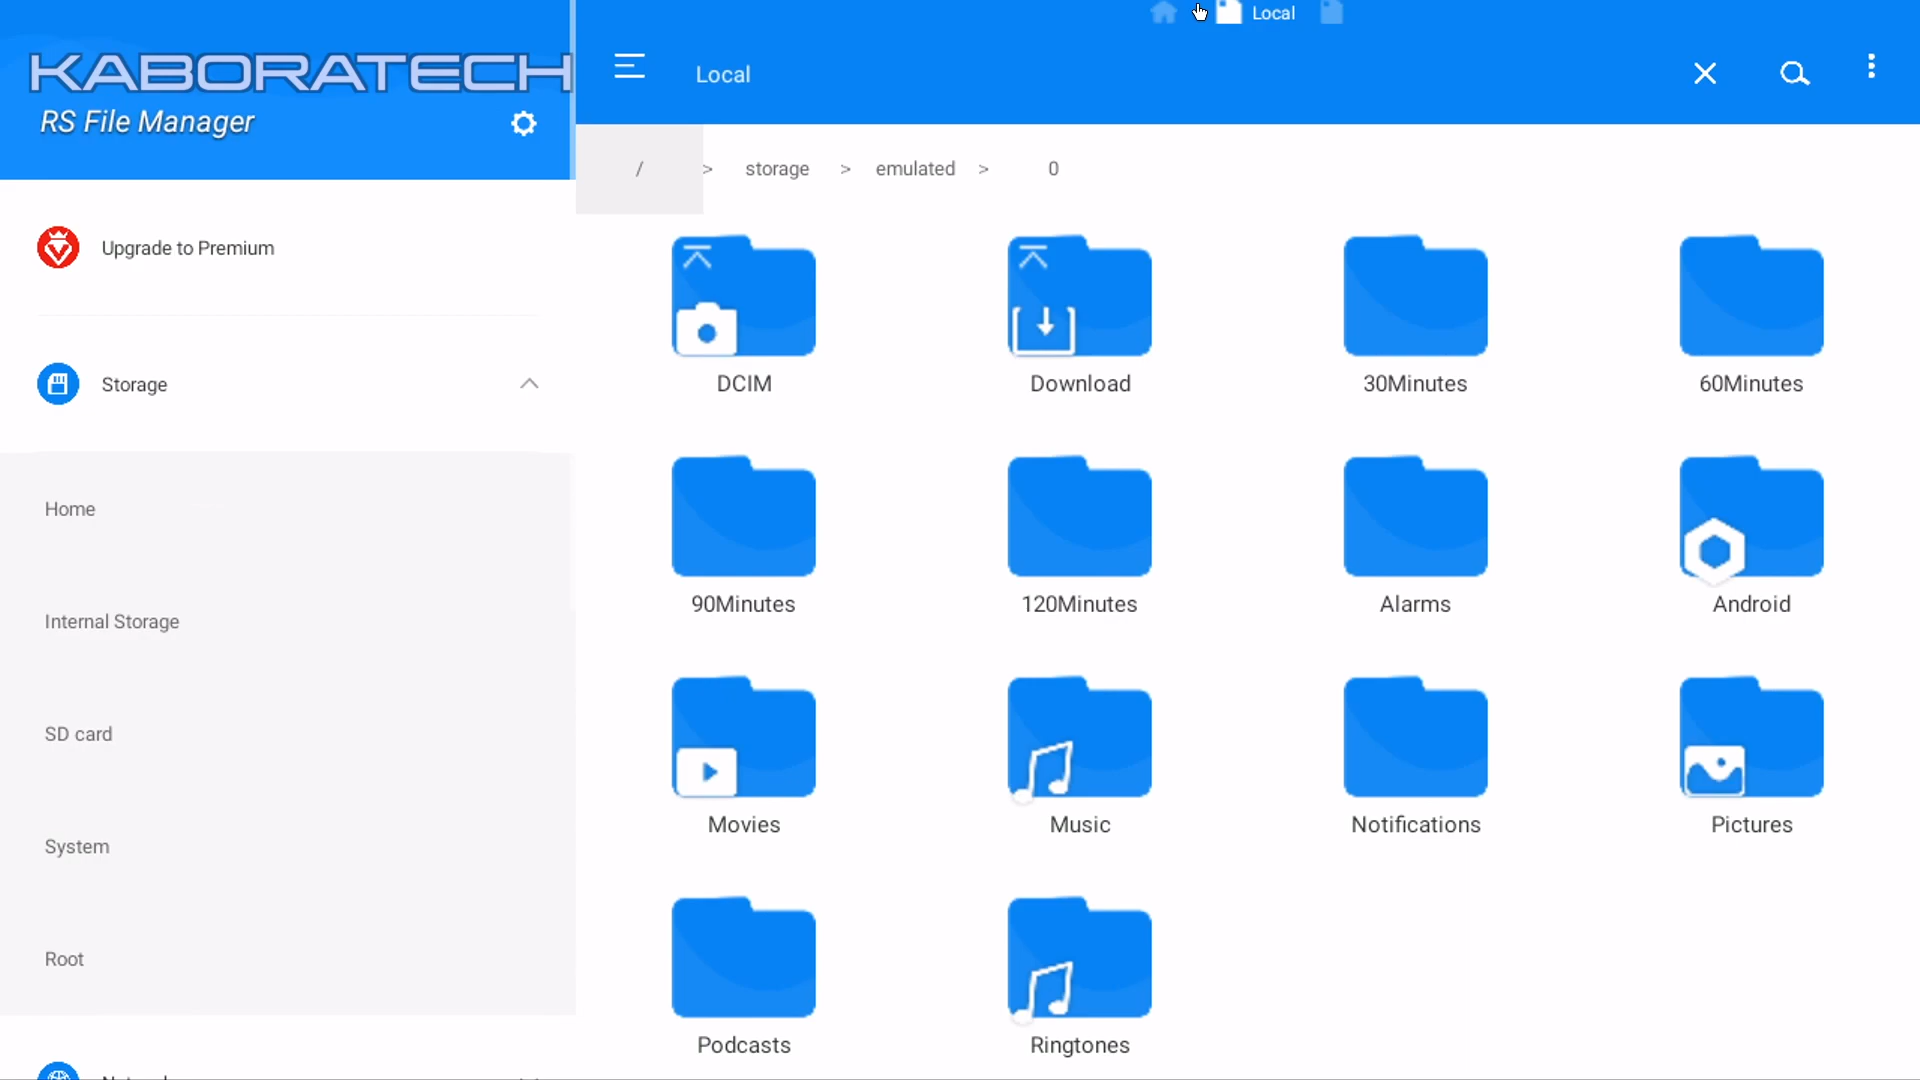 Local
KABORATECH
RS File Manager
Local
/ > storage > emulated > 0
Upgrade to Premium
Storage
Home
Internal Storage
SD card
System
Root
DCIM
Download
30Minutes
60Minutes
90Minutes
120Minutes
Alarms
Android
Movies
Music
Notifications
Pictures
Podcasts
Ringtones